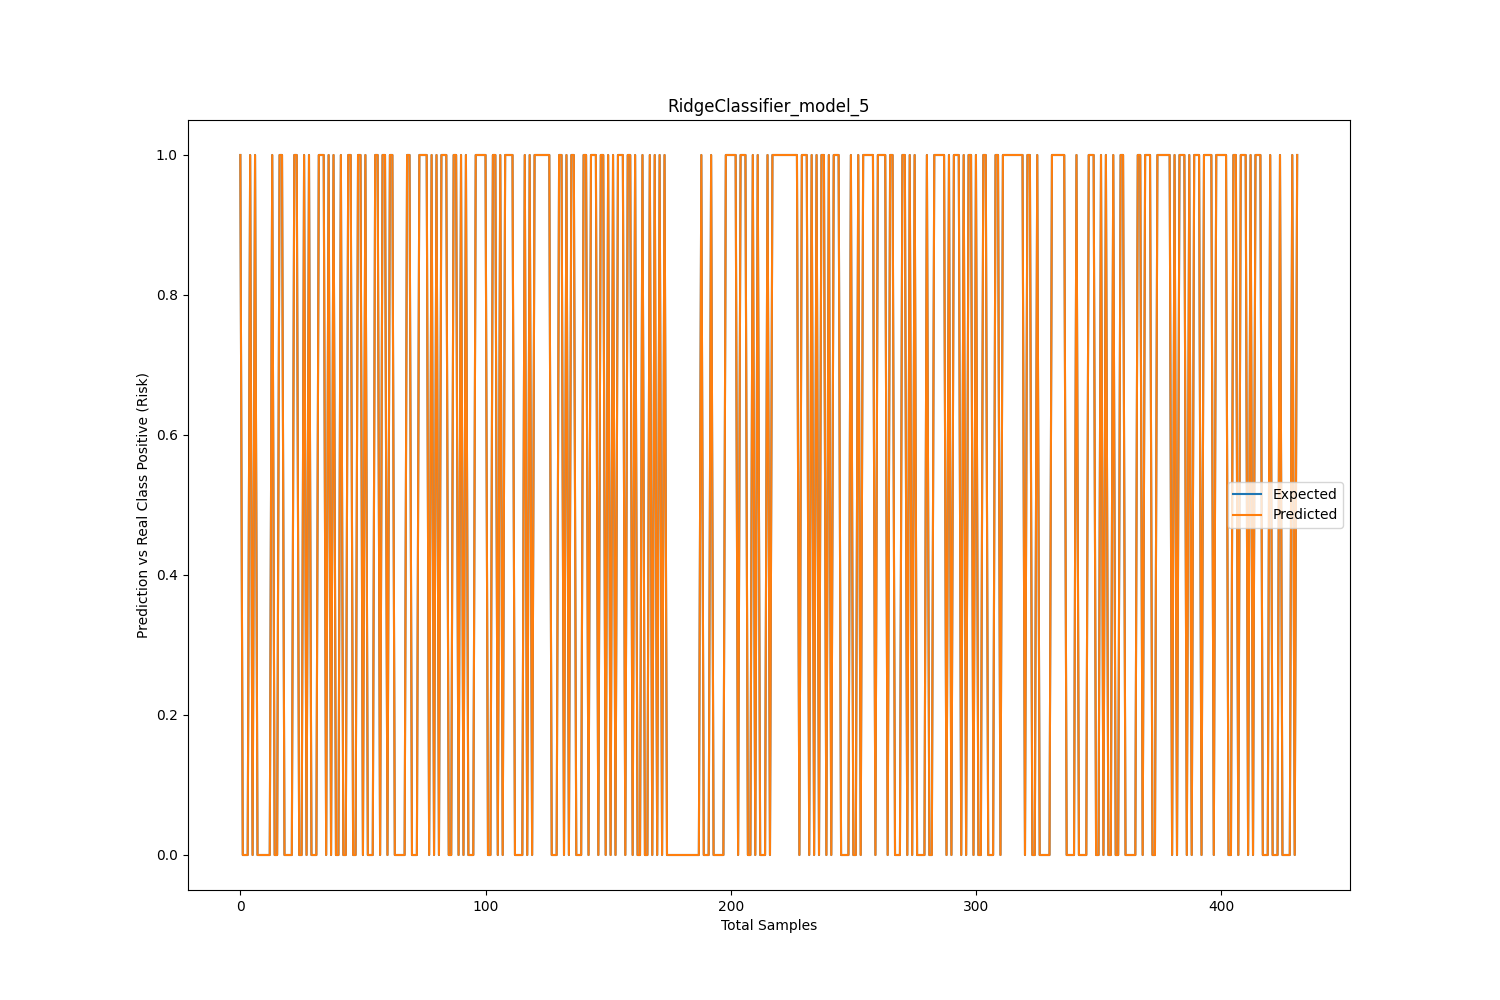 RidgeClassifier_model_5
Prediction vs Real Class Positive (Risk)
1.0
0.8
0.6
0.4
0.2
0.0
Expected
Predicted
0 100 200 300 400
Total Samples